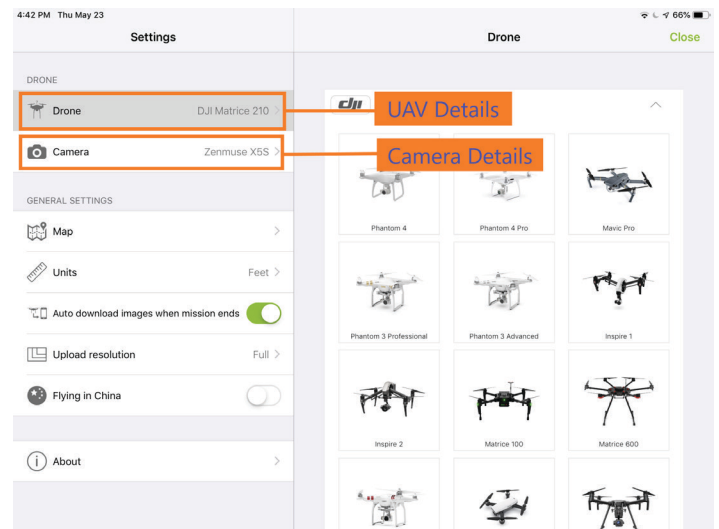 4:42 PM Thu May 23
66%
Settings
Drone
Close
DRONE
Drone
DJI Matrice 210
UAV Details
Camera
Zenmuse X5S
Camera Details
dji
Phantom 4
Phantom 4 Pro
Mavic Pro
GENERAL SETTINGS
Map
Units
Feet
Auto download images when mission ends
Upload resolution
Full
Flying in China
About
Phantom 3 Professional
Phantom 3 Advanced
Inspire 1
Inspire 2
Matrice 100
Matrice 600